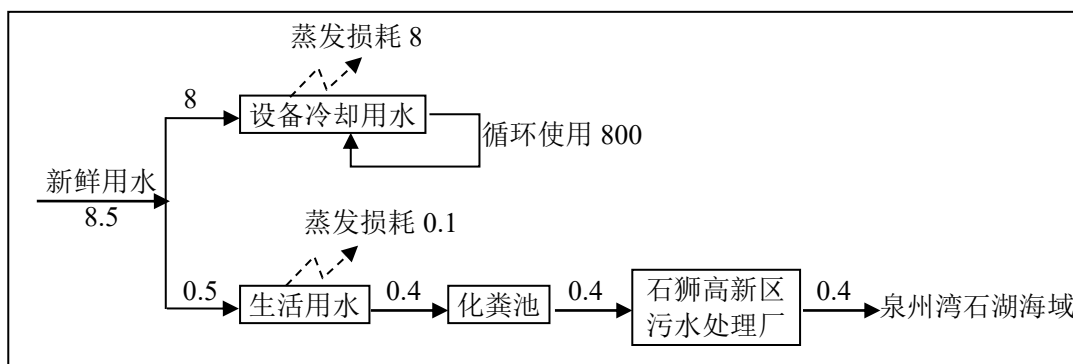 蒸发损耗 8
8
设备冷却用水
循环使用 800
新鲜用水
8.5
蒸发损耗 0.1
0.5
生活用水
0.4
化粪池
0.4
石狮高新区
污水处理厂
0.4
泉州湾石湖海域